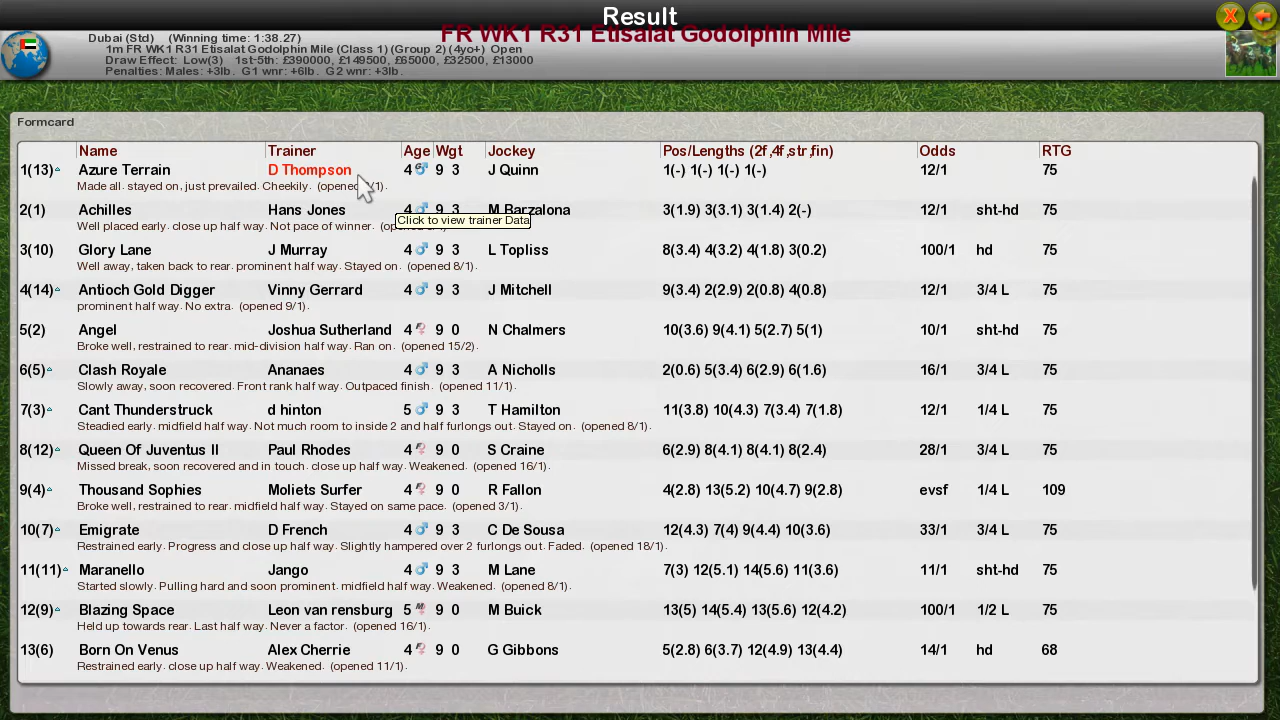 Result
FR WK1 R31 Etisalat Godolphin Mile
Dubai (Std) (Winning time: 1:38.27)
1m FR WK1 R31 Etisalat Godolphin Mile (Class 1) (Group 2) (4yo+) Open
Draw Effect: Low(3) 1st-5th: £390000, £149500, £65000, £32500, £13000
Penalties: Males: +3lb. G1 wnr: +6lb. G2 wnr: +3lb.
Formcard
Name Trainer Age Wgt Jockey Pos/Lengths (2f,4f,str,fin) Odds RTG
1(13) Azure Terrain D Thompson 4 9 3 J Quinn 1(-) 1(-) 1(-) 1(-) 12/1 75
Made all. stayed on, just prevailed. Cheekily. (opened /1).
2(1) Achilles Hans Jones 4 9 3 M Barzalona 3(1.9) 3(3.1) 3(1.4) 2(-) 12/1 sht-hd 75
Click to view trainer Data
Well placed early. close up half way. Not pace of winner.
3(10) Glory Lane J Murray 4 9 3 L Topliss 8(3.4) 4(3.2) 4(1.8) 3(0.2) 100/1 hd 75
Well away, taken back to rear. prominent half way. Stayed on. (opened 8/1).
4(14) Antioch Gold Digger Vinny Gerrard 4 9 3 J Mitchell 9(3.4) 2(2.9) 2(0.8) 4(0.8) 12/1 3/4 L 75
prominent half way. No extra. (opened 9/1).
5(2) Angel Joshua Sutherland 4 9 0 N Chalmers 10(3.6) 9(4.1) 5(2.7) 5(1) 10/1 sht-hd 75
Broke well, restrained to rear. mid-division half way. Ran on. (opened 15/2).
6(5) Clash Royale Ananaes 4 9 3 A Nicholls 2(0.6) 5(3.4) 6(2.9) 6(1.6) 16/1 3/4 L 75
Slowly away, soon recovered. Front rank half way. Outpaced finish. (opened 11/1).
7(3) Cant Thunderstruck d hinton 5 9 3 T Hamilton 11(3.8) 10(4.3) 7(3.4) 7(1.8) 12/1 1/4 L 75
Steadied early. midfield half way. Not much room to inside 2 and half furlongs out. Stayed on. (opened 8/1).
8(12) Queen Of Juventus II Paul Rhodes 4 9 0 S Craine 6(2.9) 8(4.1) 8(4.1) 8(2.4) 28/1 3/4 L 75
Missed break, soon recovered and in touch. close up half way. Weakened. (opened 16/1).
9(4) Thousand Sophies Moliets Surfer 4 9 0 R Fallon 4(2.8) 13(5.2) 10(4.7) 9(2.8) evsf 1/4 L 109
Broke well, restrained to rear. midfield half way. Stayed on same pace. (opened 3/1).
10(7) Emigrate D French 4 9 3 C De Sousa 12(4.3) 7(4) 9(4.4) 10(3.6) 33/1 3/4 L 75
Restrained early. Progress and close up half way. Slightly hampered over 2 furlongs out. Faded. (opened 18/1).
11(11) Maranello Jango 4 9 3 M Lane 7(3) 12(5.1) 14(5.6) 11(3.6) 11/1 sht-hd 75
Started slowly. Pulling hard and soon prominent. midfield half way. Weakened. (opened 8/1).
12(9) Blazing Space Leon van rensburg 5 9 0 M Buick 13(5) 14(5.4) 13(5.6) 12(4.2) 100/1 1/2 L 75
Held up towards rear. Last half way. Never a factor. (opened 16/1).
13(6) Born On Venus Alex Cherrie 4 9 0 G Gibbons 5(2.8) 6(3.7) 12(4.9) 13(4.4) 14/1 hd 68
Restrained early. close up half way. Weakened. (opened 11/1).